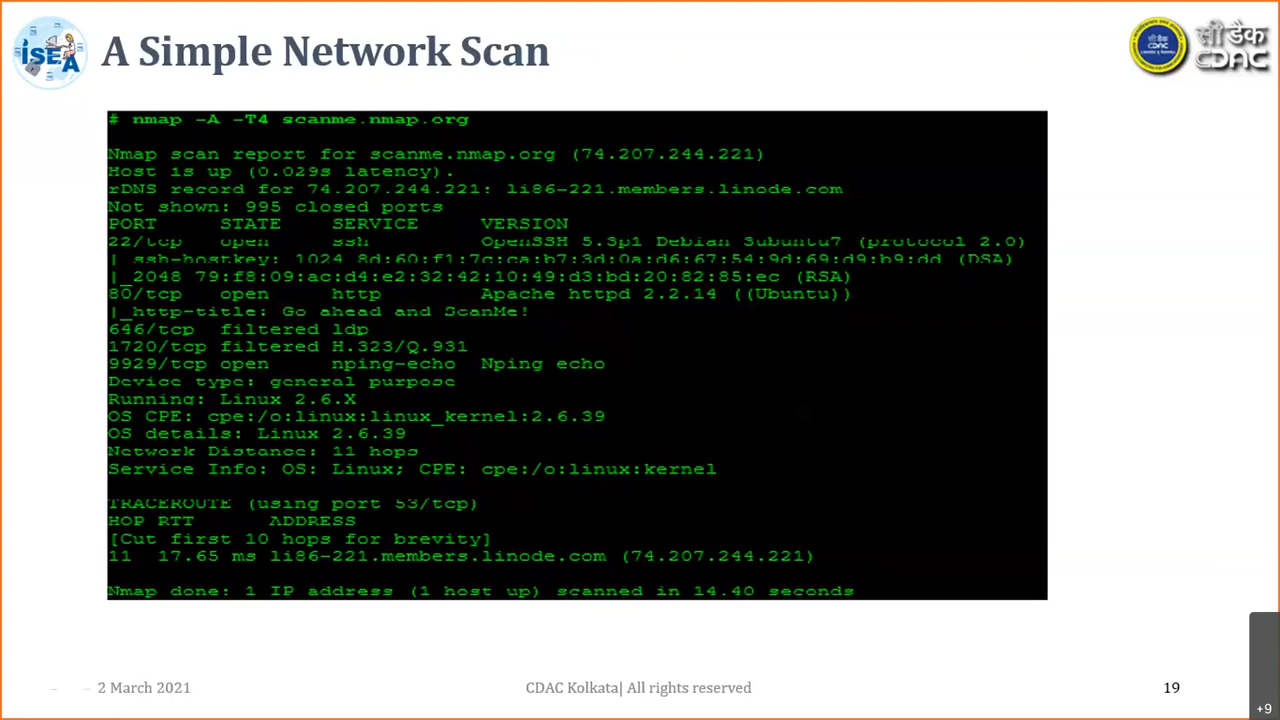 ISEA
A Simple Network Scan
सी डैक
CDAC
# nmap -A -T4 scanme.nmap.org
Nmap scan report for scanme.nmap.org (74.207.244.221)
Host is up (0.029s latency).
rDNS record for 74.207.244.221: li86-221.members.linode.com
Not shown: 995 closed ports
PORT STATE SERVICE VERSION
22/tcp open ssh OpenSSH 5.3p1 Debian 3ubuntu7 (protocol 2.0)
| ssh-hostkey: 1024 8d:60:f1:7c:ca:b7:3d:0a:d6:67:54:9d:69:d9:b9:dd (DSA)
|_2048 79:f8:09:ac:d4:e2:32:42:10:49:d3:bd:20:82:85:ec (RSA)
80/tcp open http Apache httpd 2.2.14 ((Ubuntu))
|_http-title: Go ahead and ScanMe!
646/tcp filtered ldp
1720/tcp filtered H.323/Q.931
9929/tcp open nping-echo Nping echo
Device type: general purpose
Running: Linux 2.6.X
OS CPE: cpe:/o:linux:linux_kernel:2.6.39
OS details: Linux 2.6.39
Network Distance: 11 hops
Service Info: OS: Linux; CPE: cpe:/o:linux:kernel
TRACEROUTE (using port 53/tcp)
HOP RTT ADDRESS
[Cut first 10 hops for brevity]
11 17.65 ms li86-221.members.linode.com (74.207.244.221)
Nmap done: 1 IP address (1 host up) scanned in 14.40 seconds
2 March 2021
CDAC Kolkata| All rights reserved
19
+9